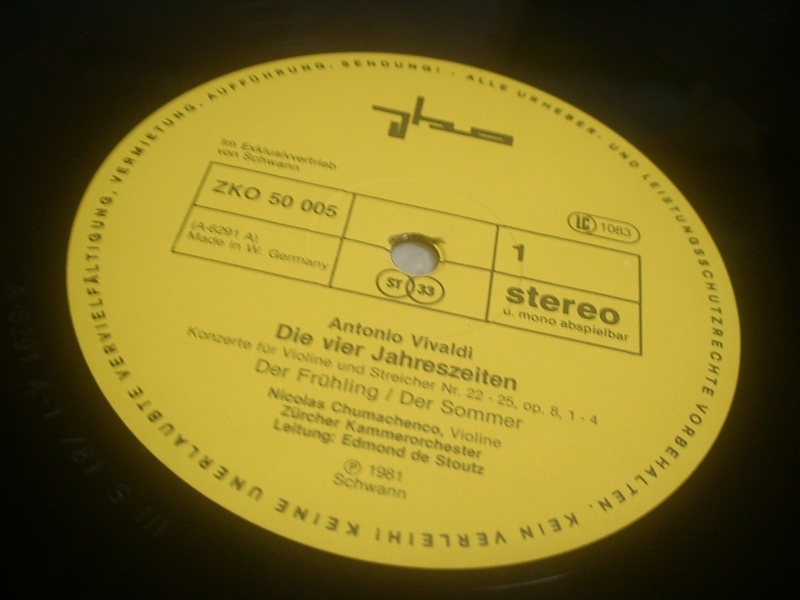 ALLE URHEBER- UND LEISTUNGSSCHUTZRECHTE VORBEHALTEN. KEIN VERLEIH! KEINE UNERLAUBTE VERVIELFÄLTIGUNG, VERMIETUNG, AUFFÜHRUNG, SENDUNG! ·
zko
Im Exklusivvertrieb
von Schwann
LC 1083
ZKO 50 005
1
(A-6291 A)
Made in W. Germany
ST 33
stereo
u. mono abspielbar
Antonio Vivaldi
Die vier Jahreszeiten
Konzerte für Violine und Streicher Nr. 22 - 25, op. 8, 1 - 4
Der Frühling / Der Sommer
Nicolas Chumachenco, Violine
Zürcher Kammerorchester
Leitung: Edmond de Stoutz
Ⓟ 1981
Schwann